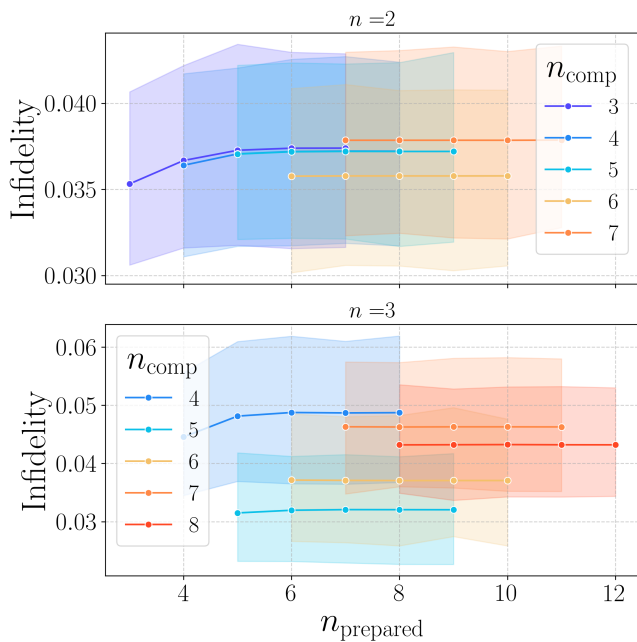 n =2
Infidelity
0.040
0.035
0.030
n_comp
3
4
5
6
7
n =3
Infidelity
0.06
0.05
0.04
0.03
n_comp
4
5
6
7
8
4 6 8 10 12
n_prepared